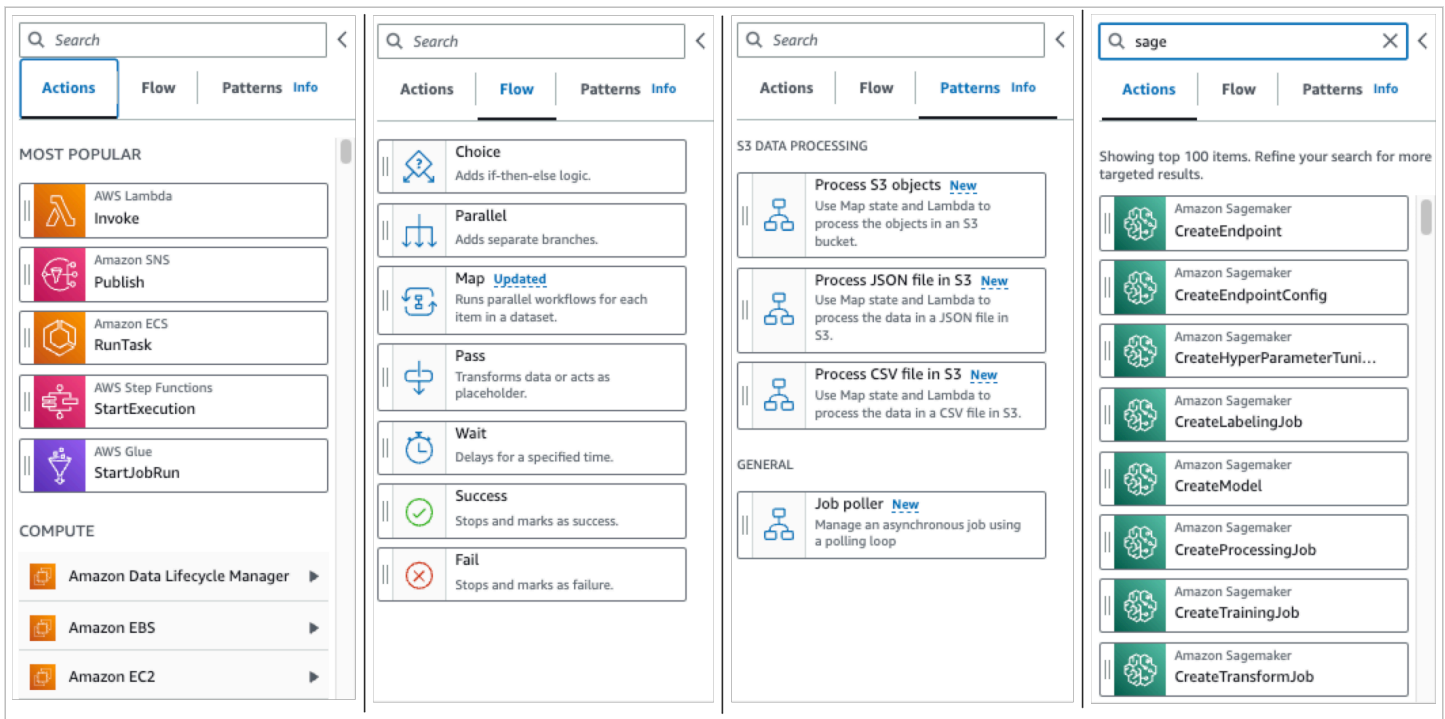 Search
Actions
Flow
Patterns Info
MOST POPULAR
AWS Lambda
Invoke
Amazon SNS
Publish
Amazon ECS
RunTask
AWS Step Functions
StartExecution
AWS Glue
StartJobRun
COMPUTE
Amazon Data Lifecycle Manager
Amazon EBS
Amazon EC2
Search
Actions
Flow
Patterns Info
Choice
Adds if-then-else logic.
Parallel
Adds separate branches.
Map Updated
Runs parallel workflows for each
item in a dataset.
Pass
Transforms data or acts as
placeholder.
Wait
Delays for a specified time.
Success
Stops and marks as success.
Fail
Stops and marks as failure.
Search
Actions
Flow
Patterns Info
S3 DATA PROCESSING
Process S3 objects New
Use Map state and Lambda to
process the objects in an S3
bucket.
Process JSON file in S3 New
Use Map state and Lambda to
process the data in a JSON file in
S3.
Process CSV file in S3 New
Use Map state and Lambda to
process the data in a CSV file in S3.
GENERAL
Job poller New
Manage an asynchronous job using
a polling loop
sage
Actions
Flow
Patterns Info
Showing top 100 items. Refine your search for more
targeted results.
Amazon Sagemaker
CreateEndpoint
Amazon Sagemaker
CreateEndpointConfig
Amazon Sagemaker
CreateHyperParameterTuni...
Amazon Sagemaker
CreateLabelingJob
Amazon Sagemaker
CreateModel
Amazon Sagemaker
CreateProcessingJob
Amazon Sagemaker
CreateTrainingJob
Amazon Sagemaker
CreateTransformJob